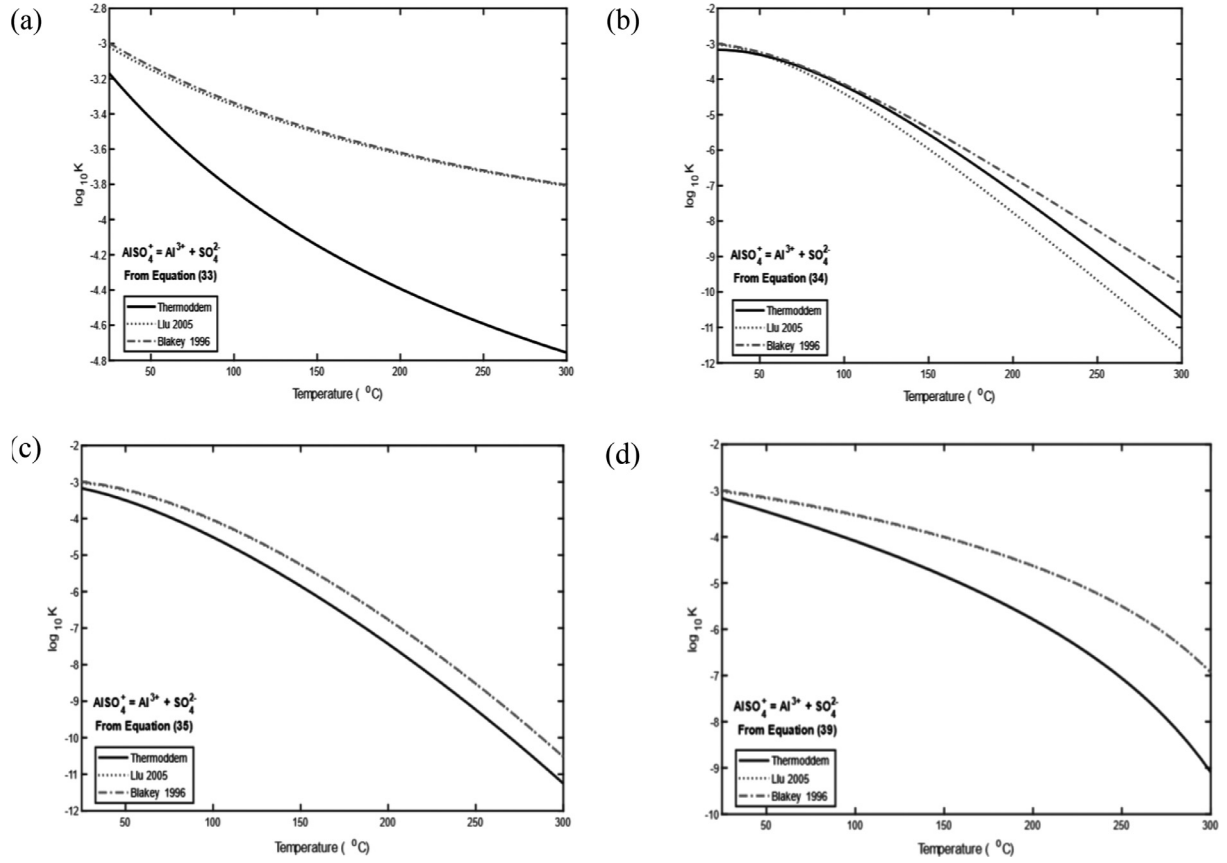 (a)
-2.8
-3
-3.2
-3.4
-3.6
-3.8
-4
-4.2
-4.4
-4.6
-4.8
log 10 K
AlSO4+ = Al3+ + SO42-
From Equation (33)
Thermoddem
LIu 2005
Blakey 1996
50 100 150 200 250 300
Temperature ( 0C)
(b)
-2
-3
-4
-5
-6
-7
-8
-9
-10
-11
-12
log 10 K
AlSO4+ = Al3+ + SO42-
From Equation (34)
Thermoddem
LIu 2005
Blakey 1996
50 100 150 200 250 300
Temperature ( 0C)
(c)
-2
-3
-4
-5
-6
-7
-8
-9
-10
-11
-12
log 10 K
AlSO4+ = Al3+ + SO42-
From Equation (35)
Thermoddem
LIu 2005
Blakey 1996
50 100 150 200 250 300
Temperature ( 0C)
(d)
-2
-3
-4
-5
-6
-7
-8
-9
-10
log 10 K
AlSO4+ = Al3+ + SO42-
From Equation (39)
Thermoddem
LIu 2005
Blakey 1996
50 100 150 200 250 300
Temperature ( 0C)